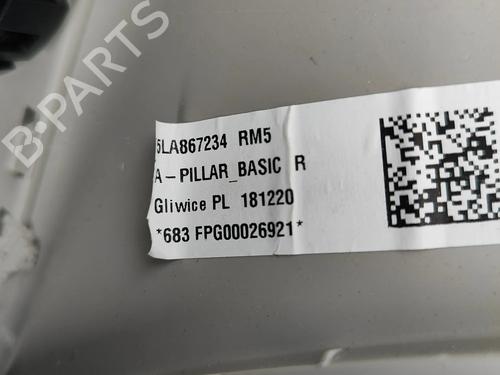 B-PARTS
5LA867234 RM5
A-PILLAR_BASIC R
Gliwice PL 181220
*683 FPG00026921*